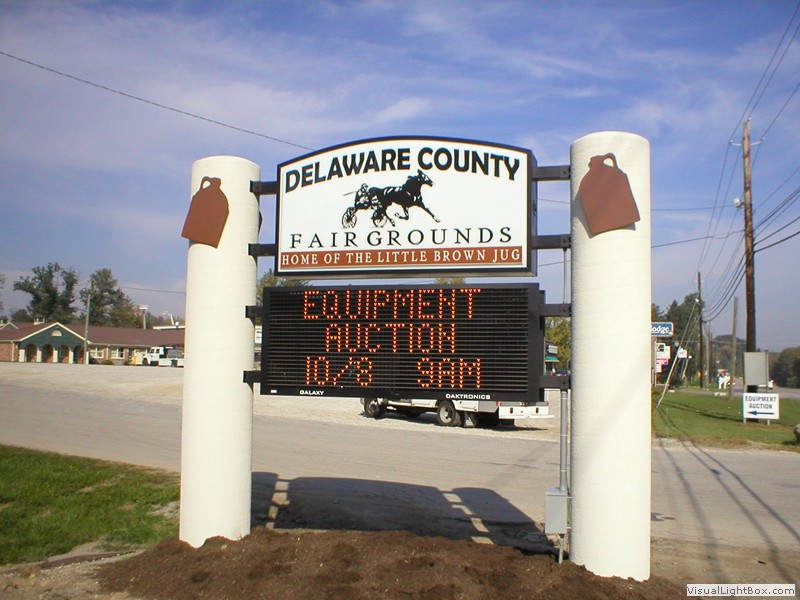 DELAWARE COUNTY
FAIRGROUNDS
HOME OF THE LITTLE BROWN JUG
EQUIPMENT
AUCTION
10/8 9AM
GALAXY DAKTRONICS
Dodge
EQUIPMENT
AUCTION
VisualLightBox.com